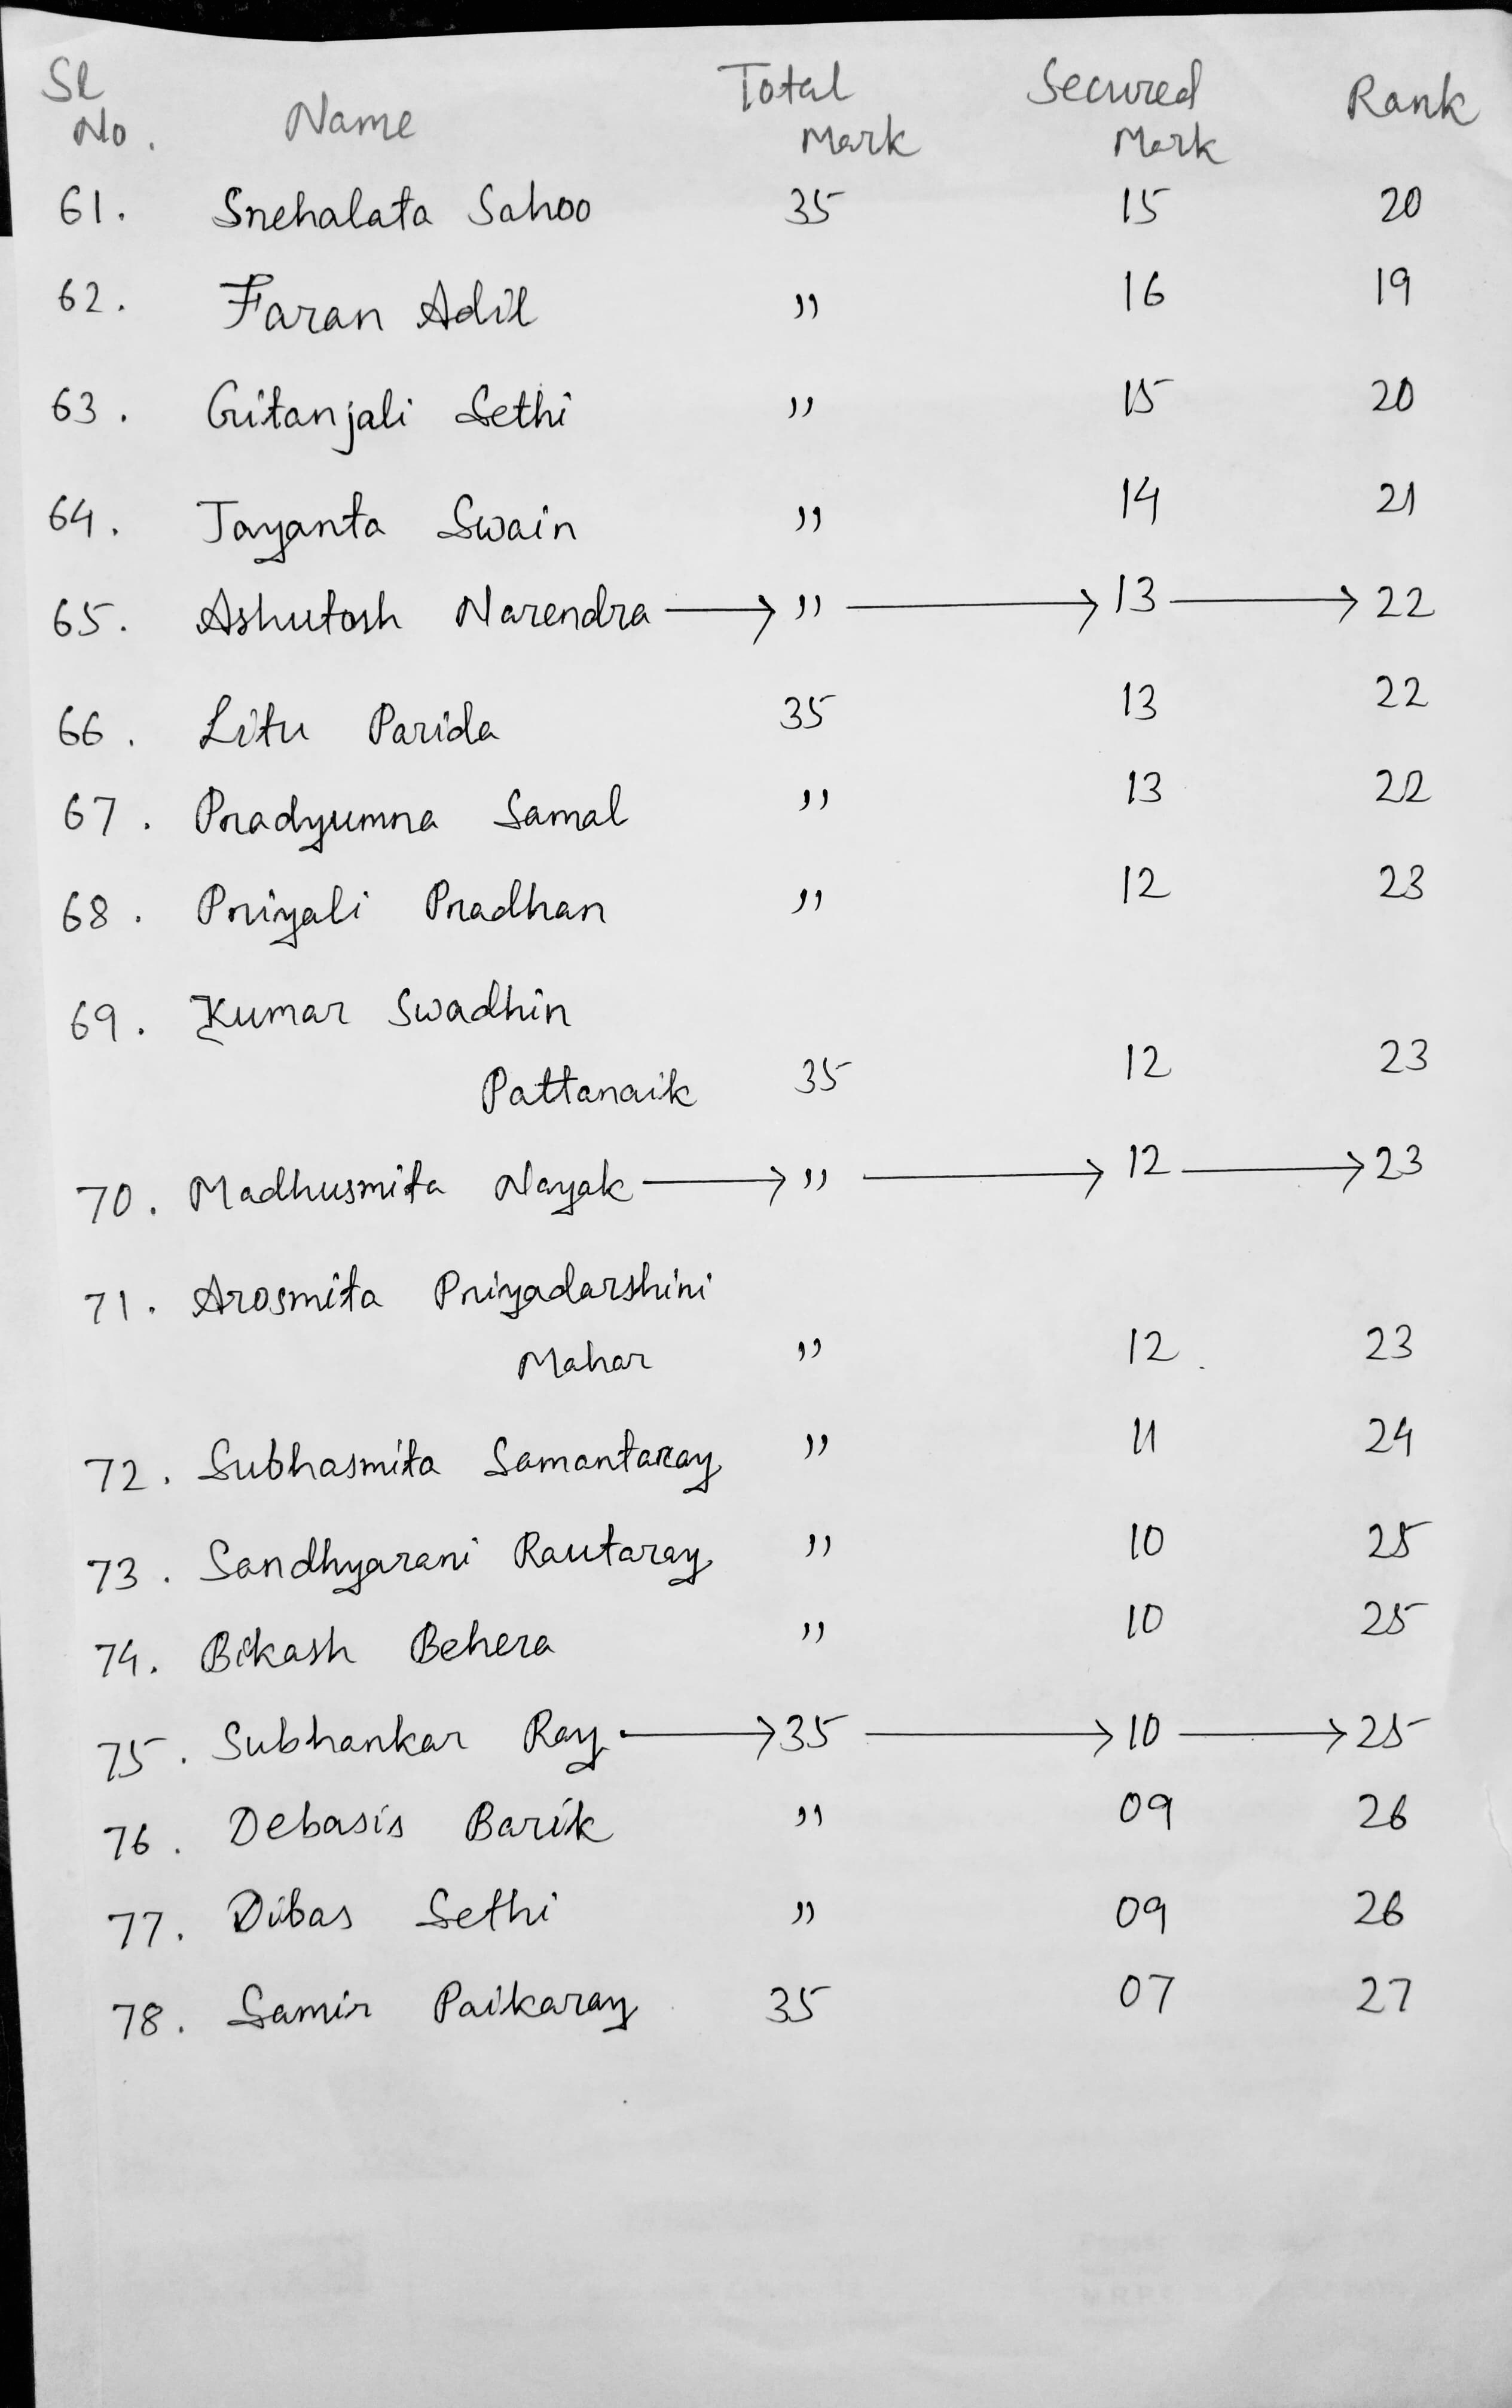 Sl No. Name Total Mark Secured Mark Rank
61. Snehalata Sahoo 35 15 20
62. Faran Adil " 16 19
63. Gitanjali Sethi " 15 20
64. Jayanta Swain " 14 21
65. Ashutosh Narendra → " → 13 → 22
66. Litu Parida 35 13 22
67. Pradyumna Samal " 13 22
68. Priyali Pradhan " 12 23
69. Kumar Swadhin
Pattanaik 35 12 23
70. Madhusmita Nayak → " → 12 → 23
71. Arosmita Priyadarshini
Mahar " 12 23
72. Subhasmita Samantaray " 11 24
73. Sandhyarani Rautaray " 10 25
74. Bikash Behera " 10 25
75. Subhankar Ray → 35 → 10 → 25
76. Debasis Barik " 09 26
77. Dibas Sethi " 09 26
78. Samir Paikaray 35 07 27